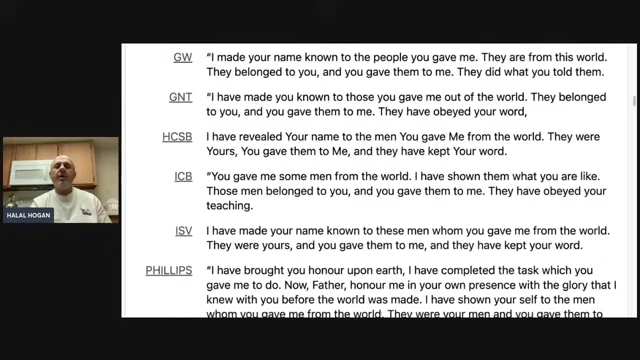 GW
“I made your name known to the people you gave me. They are from this world.
They belonged to you, and you gave them to me. They did what you told them.
GNT
“I have made you known to those you gave me out of the world. They belonged
to you, and you gave them to me. They have obeyed your word,
HCSB
I have revealed Your name to the men You gave Me from the world. They were
Yours, You gave them to Me, and they have kept Your word.
ICB
“You gave me some men from the world. I have shown them what you are like.
Those men belonged to you, and you gave them to me. They have obeyed your
teaching.
HALAL HOGAN
ISV
I have made your name known to these men whom you gave me from the world.
They were yours, and you gave them to me, and they have kept your word.
PHILLIPS
“I have brought you honour upon earth, I have completed the task which you
gave me to do. Now, Father, honour me in your own presence with the glory that I
knew with you before the world was made. I have shown your self to the men
whom you gave me from the world. They were your men and you gave them to